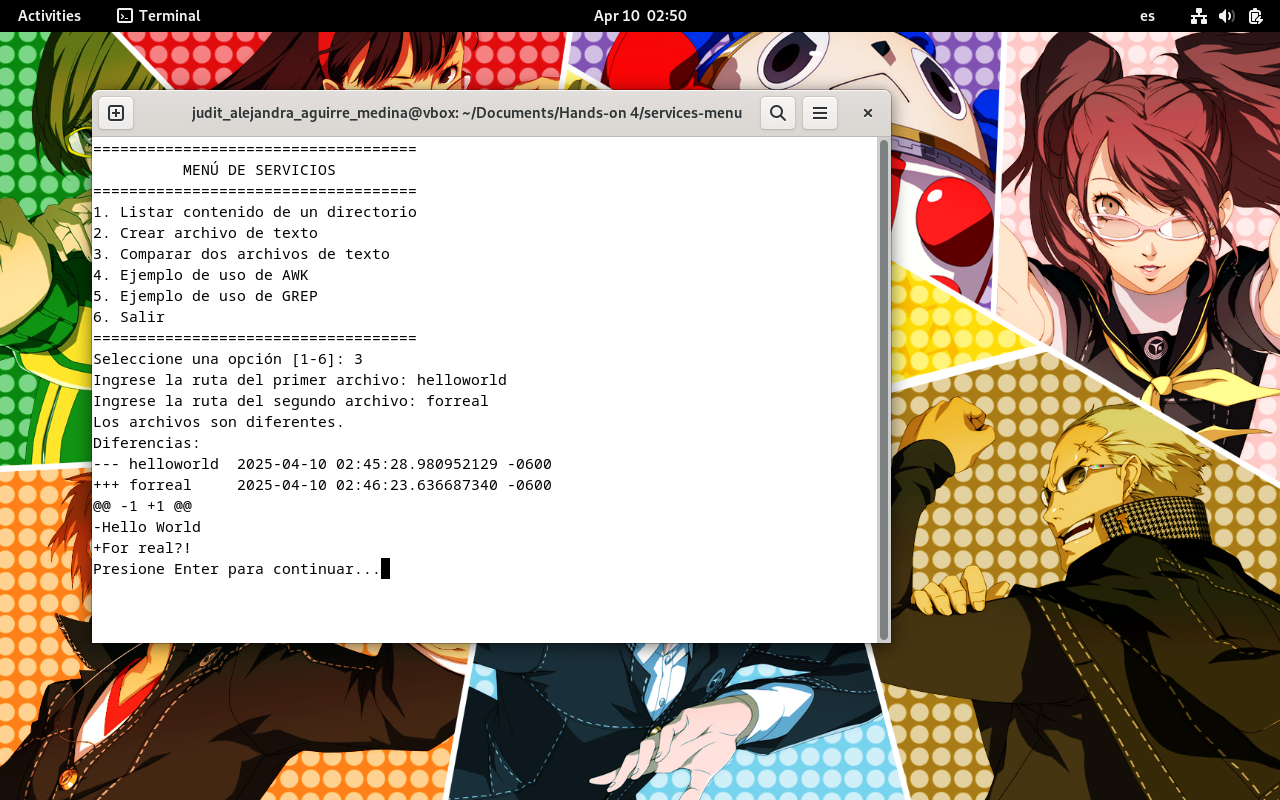 Activities Terminal Apr 10 02:50 es
judit_alejandra_aguirre_medina@vbox: ~/Documents/Hands-on 4/services-menu
====================================
MENÚ DE SERVICIOS
====================================
1. Listar contenido de un directorio
2. Crear archivo de texto
3. Comparar dos archivos de texto
4. Ejemplo de uso de AWK
5. Ejemplo de uso de GREP
6. Salir
====================================
Seleccione una opción [1-6]: 3
Ingrese la ruta del primer archivo: helloworld
Ingrese la ruta del segundo archivo: forreal
Los archivos son diferentes.
Diferencias:
--- helloworld  2025-04-10 02:45:28.980952129 -0600
+++ forreal     2025-04-10 02:46:23.636687340 -0600
@@ -1 +1 @@
-Hello World
+For real?!
Presione Enter para continuar...